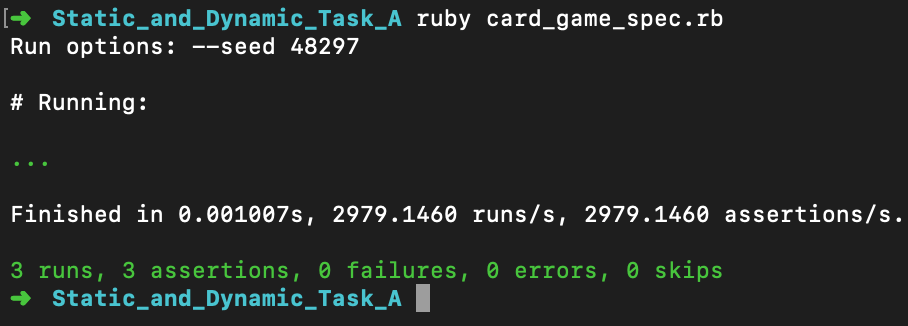 [➜  Static_and_Dynamic_Task_A ruby card_game_spec.rb
Run options: --seed 48297
# Running:
...
Finished in 0.001007s, 2979.1460 runs/s, 2979.1460 assertions/s.
3 runs, 3 assertions, 0 failures, 0 errors, 0 skips
➜  Static_and_Dynamic_Task_A